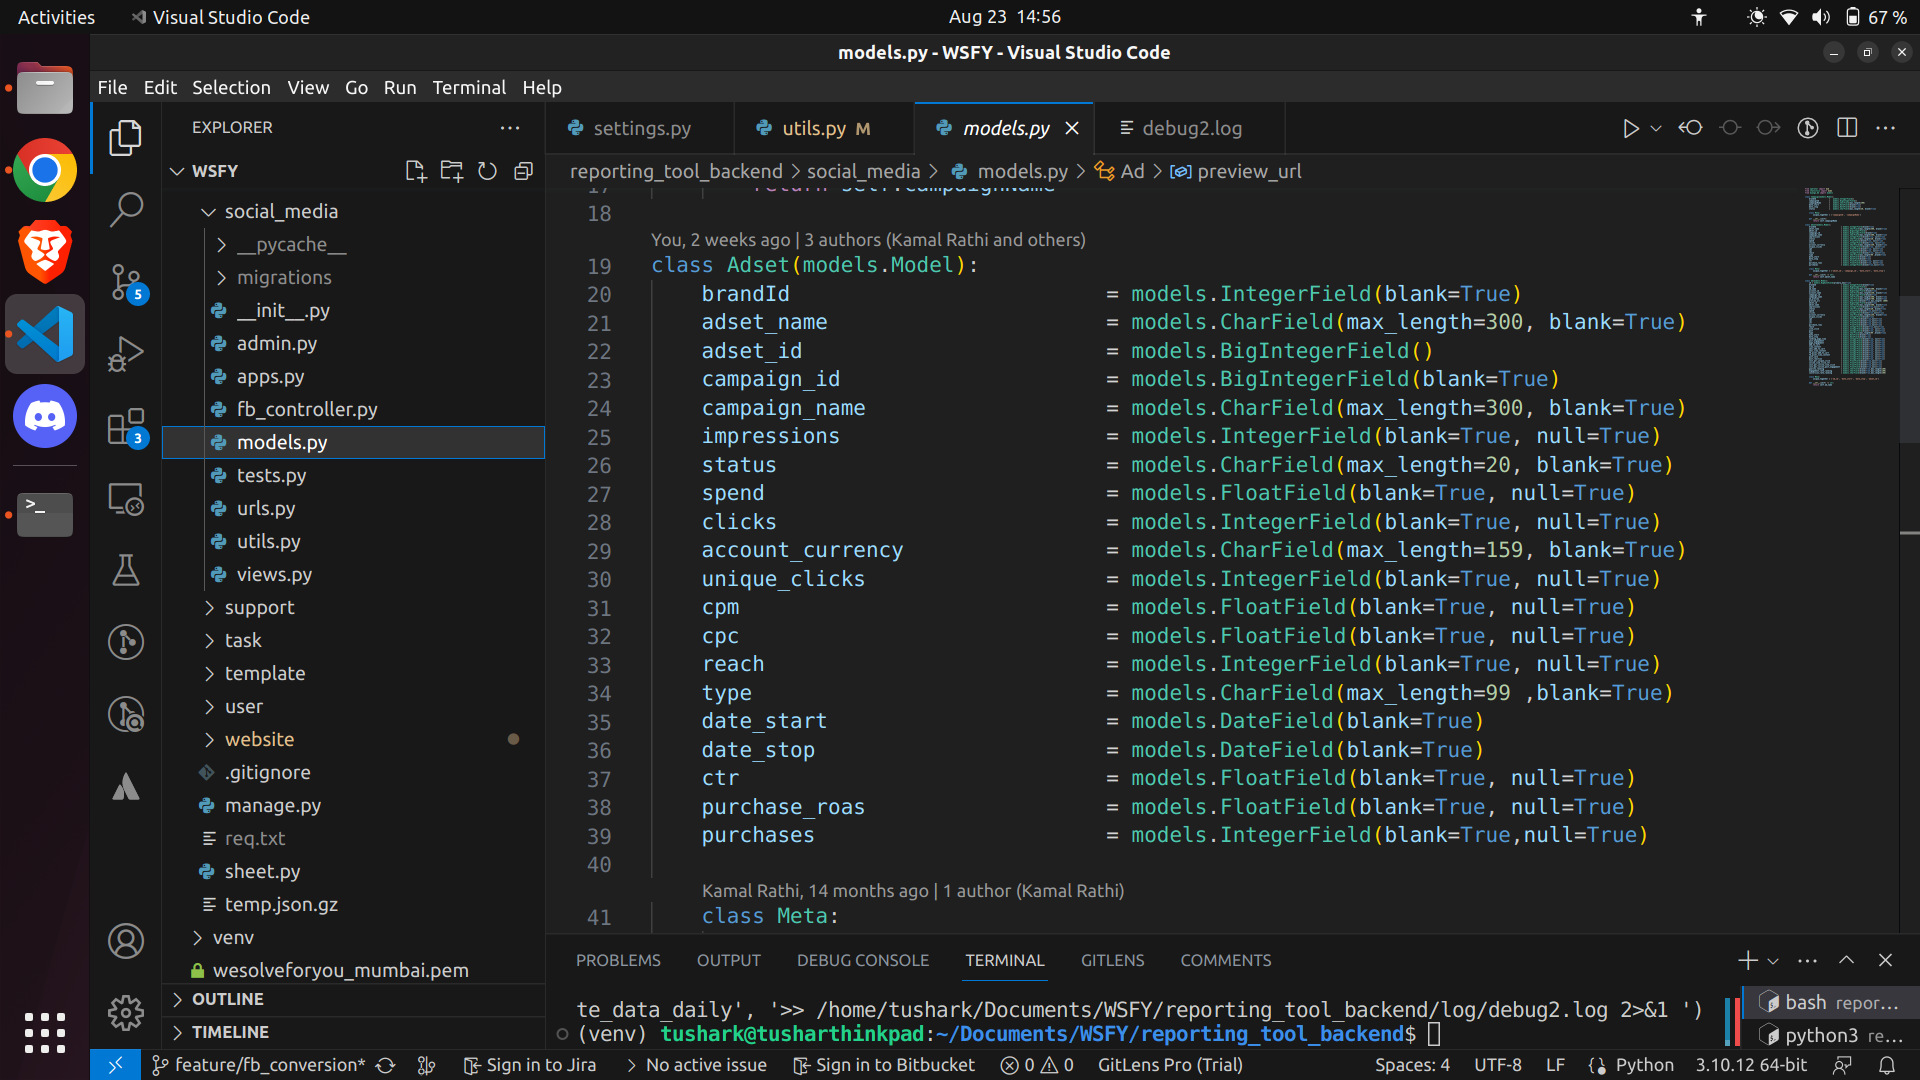 Activities
Visual Studio Code
Aug 23 14:56
67 %
models.py - WSFY - Visual Studio Code
File Edit Selection View Go Run Terminal Help
EXPLORER
WSFY
social_media
__pycache__
migrations
__init__.py
admin.py
apps.py
fb_controller.py
models.py
tests.py
urls.py
utils.py
views.py
support
task
template
user
website
.gitignore
manage.py
req.txt
sheet.py
temp.json.gz
venv
wesolveforyou_mumbai.pem
OUTLINE
TIMELINE
5
3
settings.py
utils.py M
models.py
debug2.log
reporting_tool_backend > social_media > models.py > Ad > preview_url
17 return self.campaignName
18
You, 2 weeks ago | 3 authors (Kamal Rathi and others)
19 class Adset(models.Model):
20 brandId = models.IntegerField(blank=True)
21 adset_name = models.CharField(max_length=300, blank=True)
22 adset_id = models.BigIntegerField()
23 campaign_id = models.BigIntegerField(blank=True)
24 campaign_name = models.CharField(max_length=300, blank=True)
25 impressions = models.IntegerField(blank=True, null=True)
26 status = models.CharField(max_length=20, blank=True)
27 spend = models.FloatField(blank=True, null=True)
28 clicks = models.IntegerField(blank=True, null=True)
29 account_currency = models.CharField(max_length=159, blank=True)
30 unique_clicks = models.IntegerField(blank=True, null=True)
31 cpm = models.FloatField(blank=True, null=True)
32 cpc = models.FloatField(blank=True, null=True)
33 reach = models.IntegerField(blank=True, null=True)
34 type = models.CharField(max_length=99 ,blank=True)
35 date_start = models.DateField(blank=True)
36 date_stop = models.DateField(blank=True)
37 ctr = models.FloatField(blank=True, null=True)
38 purchase_roas = models.FloatField(blank=True, null=True)
39 purchases = models.IntegerField(blank=True,null=True)
40
Kamal Rathi, 14 months ago | 1 author (Kamal Rathi)
41 class Meta:
PROBLEMS OUTPUT DEBUG CONSOLE TERMINAL GITLENS COMMENTS
te_data_daily', '>> /home/tushark/Documents/WSFY/reporting_tool_backend/log/debug2.log 2>&1 ')
(venv) tushark@tusharthinkpad:~/Documents/WSFY/reporting_tool_backend$
bash repor...
python3 re...
feature/fb_conversion* Sign in to Jira No active issue Sign in to Bitbucket 0 0 GitLens Pro (Trial) Spaces: 4 UTF-8 LF Python 3.10.12 64-bit